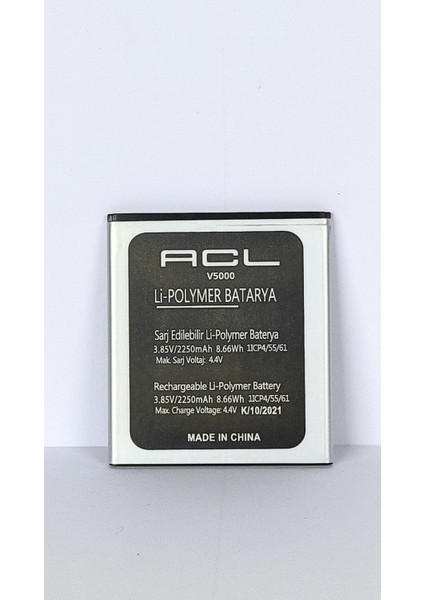 ACL
V5000
Li-POLYMER BATARYA
Sarj Edilebilir Li-Polymer Baterya
3.85V/2250mAh 8.66Wh 1ICP4/55/61
Mak. Sarj Voltaj: 4.4V
Rechargeable Li-Polymer Battery
3.85V/2250mAh 8.66Wh 1ICP4/55/61
Max. Charge Voltage: 4.4V K/10/2021
MADE IN CHINA